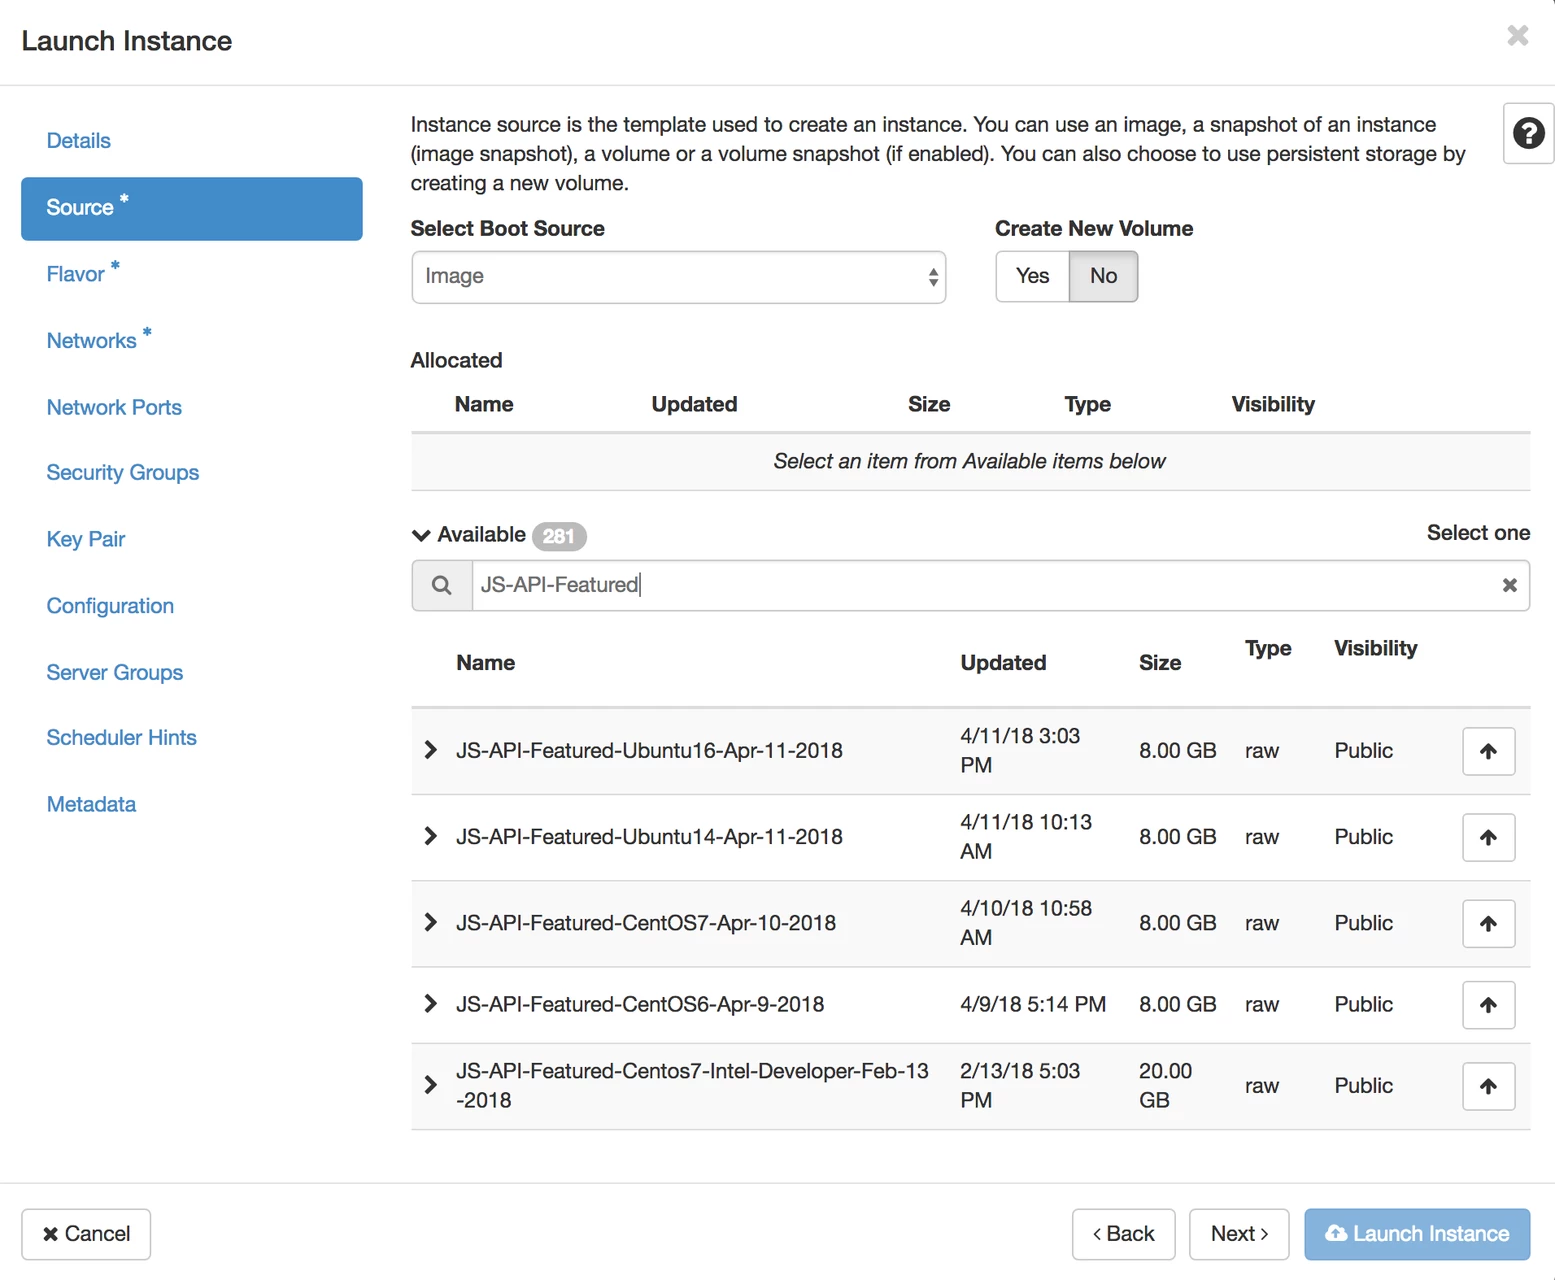 Launch Instance
Details
Source *
Flavor *
Networks *
Network Ports
Security Groups
Key Pair
Configuration
Server Groups
Scheduler Hints
Metadata
Instance source is the template used to create an instance. You can use an image, a snapshot of an instance
(image snapshot), a volume or a volume snapshot (if enabled). You can also choose to use persistent storage by
creating a new volume.
Select Boot Source
Create New Volume
Image
Yes No
Allocated
Name Updated Size Type Visibility
Select an item from Available items below
Available 281
Select one
JS-API-Featured
Name Updated Size Type Visibility
JS-API-Featured-Ubuntu16-Apr-11-2018 4/11/18 3:03 8.00 GB raw Public
PM
JS-API-Featured-Ubuntu14-Apr-11-2018 4/11/18 10:13 8.00 GB raw Public
AM
JS-API-Featured-CentOS7-Apr-10-2018 4/10/18 10:58 8.00 GB raw Public
AM
JS-API-Featured-CentOS6-Apr-9-2018 4/9/18 5:14 PM 8.00 GB raw Public
JS-API-Featured-Centos7-Intel-Developer-Feb-13 2/13/18 5:03 20.00 raw Public
-2018 PM GB
Cancel
Back
Next
Launch Instance